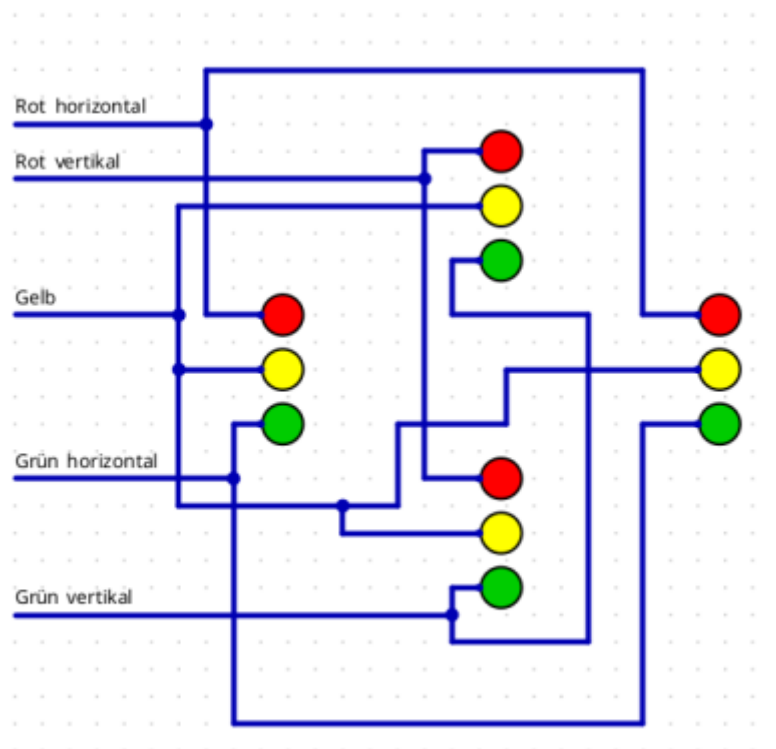 Rot horizontal
Rot vertikal
Gelb
Grün horizontal
Grün vertikal